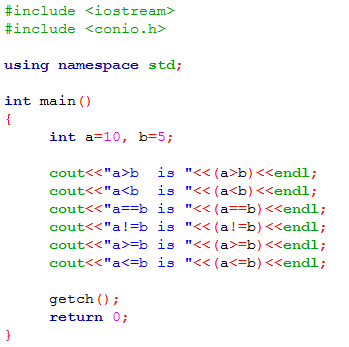 #include <iostream>
#include <conio.h>
using namespace std;
int main()
{
int a=10, b=5;
cout<<"a>b  is "<<(a>b)<<endl;
cout<<"a<b  is "<<(a<b)<<endl;
cout<<"a==b is "<<(a==b)<<endl;
cout<<"a!=b is "<<(a!=b)<<endl;
cout<<"a>=b is "<<(a>=b)<<endl;
cout<<"a<=b is "<<(a<=b)<<endl;
getch();
return 0;
}